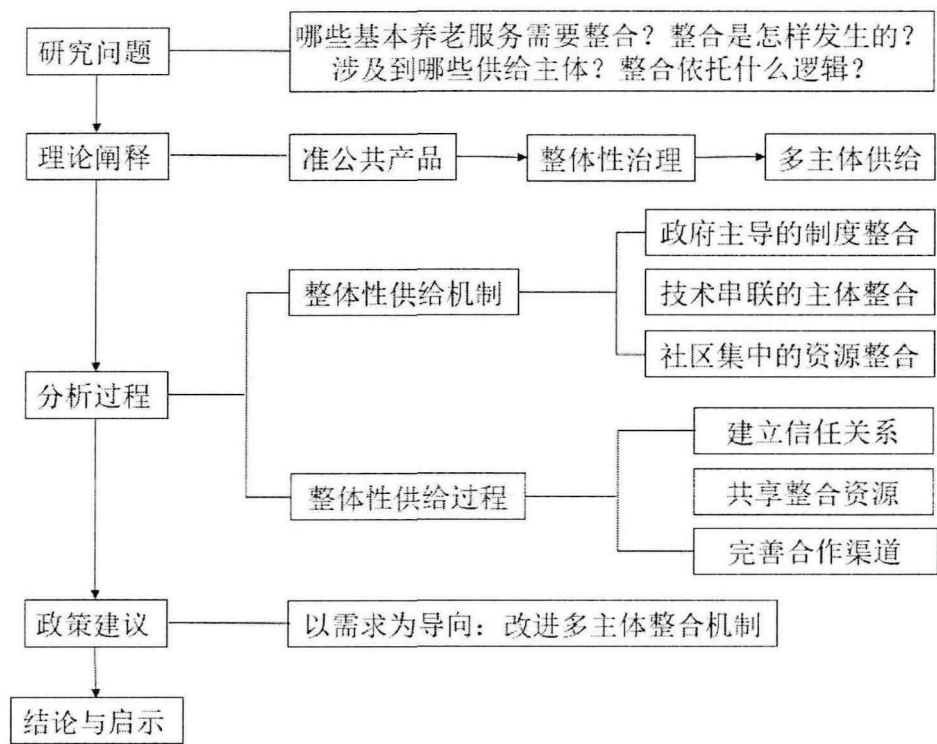 研究问题
哪些基本养老服务需要整合？整合是怎样发生的？
涉及到哪些供给主体？整合依托什么逻辑？
理论阐释
准公共产品
整体性治理
多主体供给
政府主导的制度整合
整体性供给机制
技术串联的主体整合
社区集中的资源整合
分析过程
建立信任关系
整体性供给过程
共享整合资源
完善合作渠道
政策建议
以需求为导向：改进多主体整合机制
结论与启示